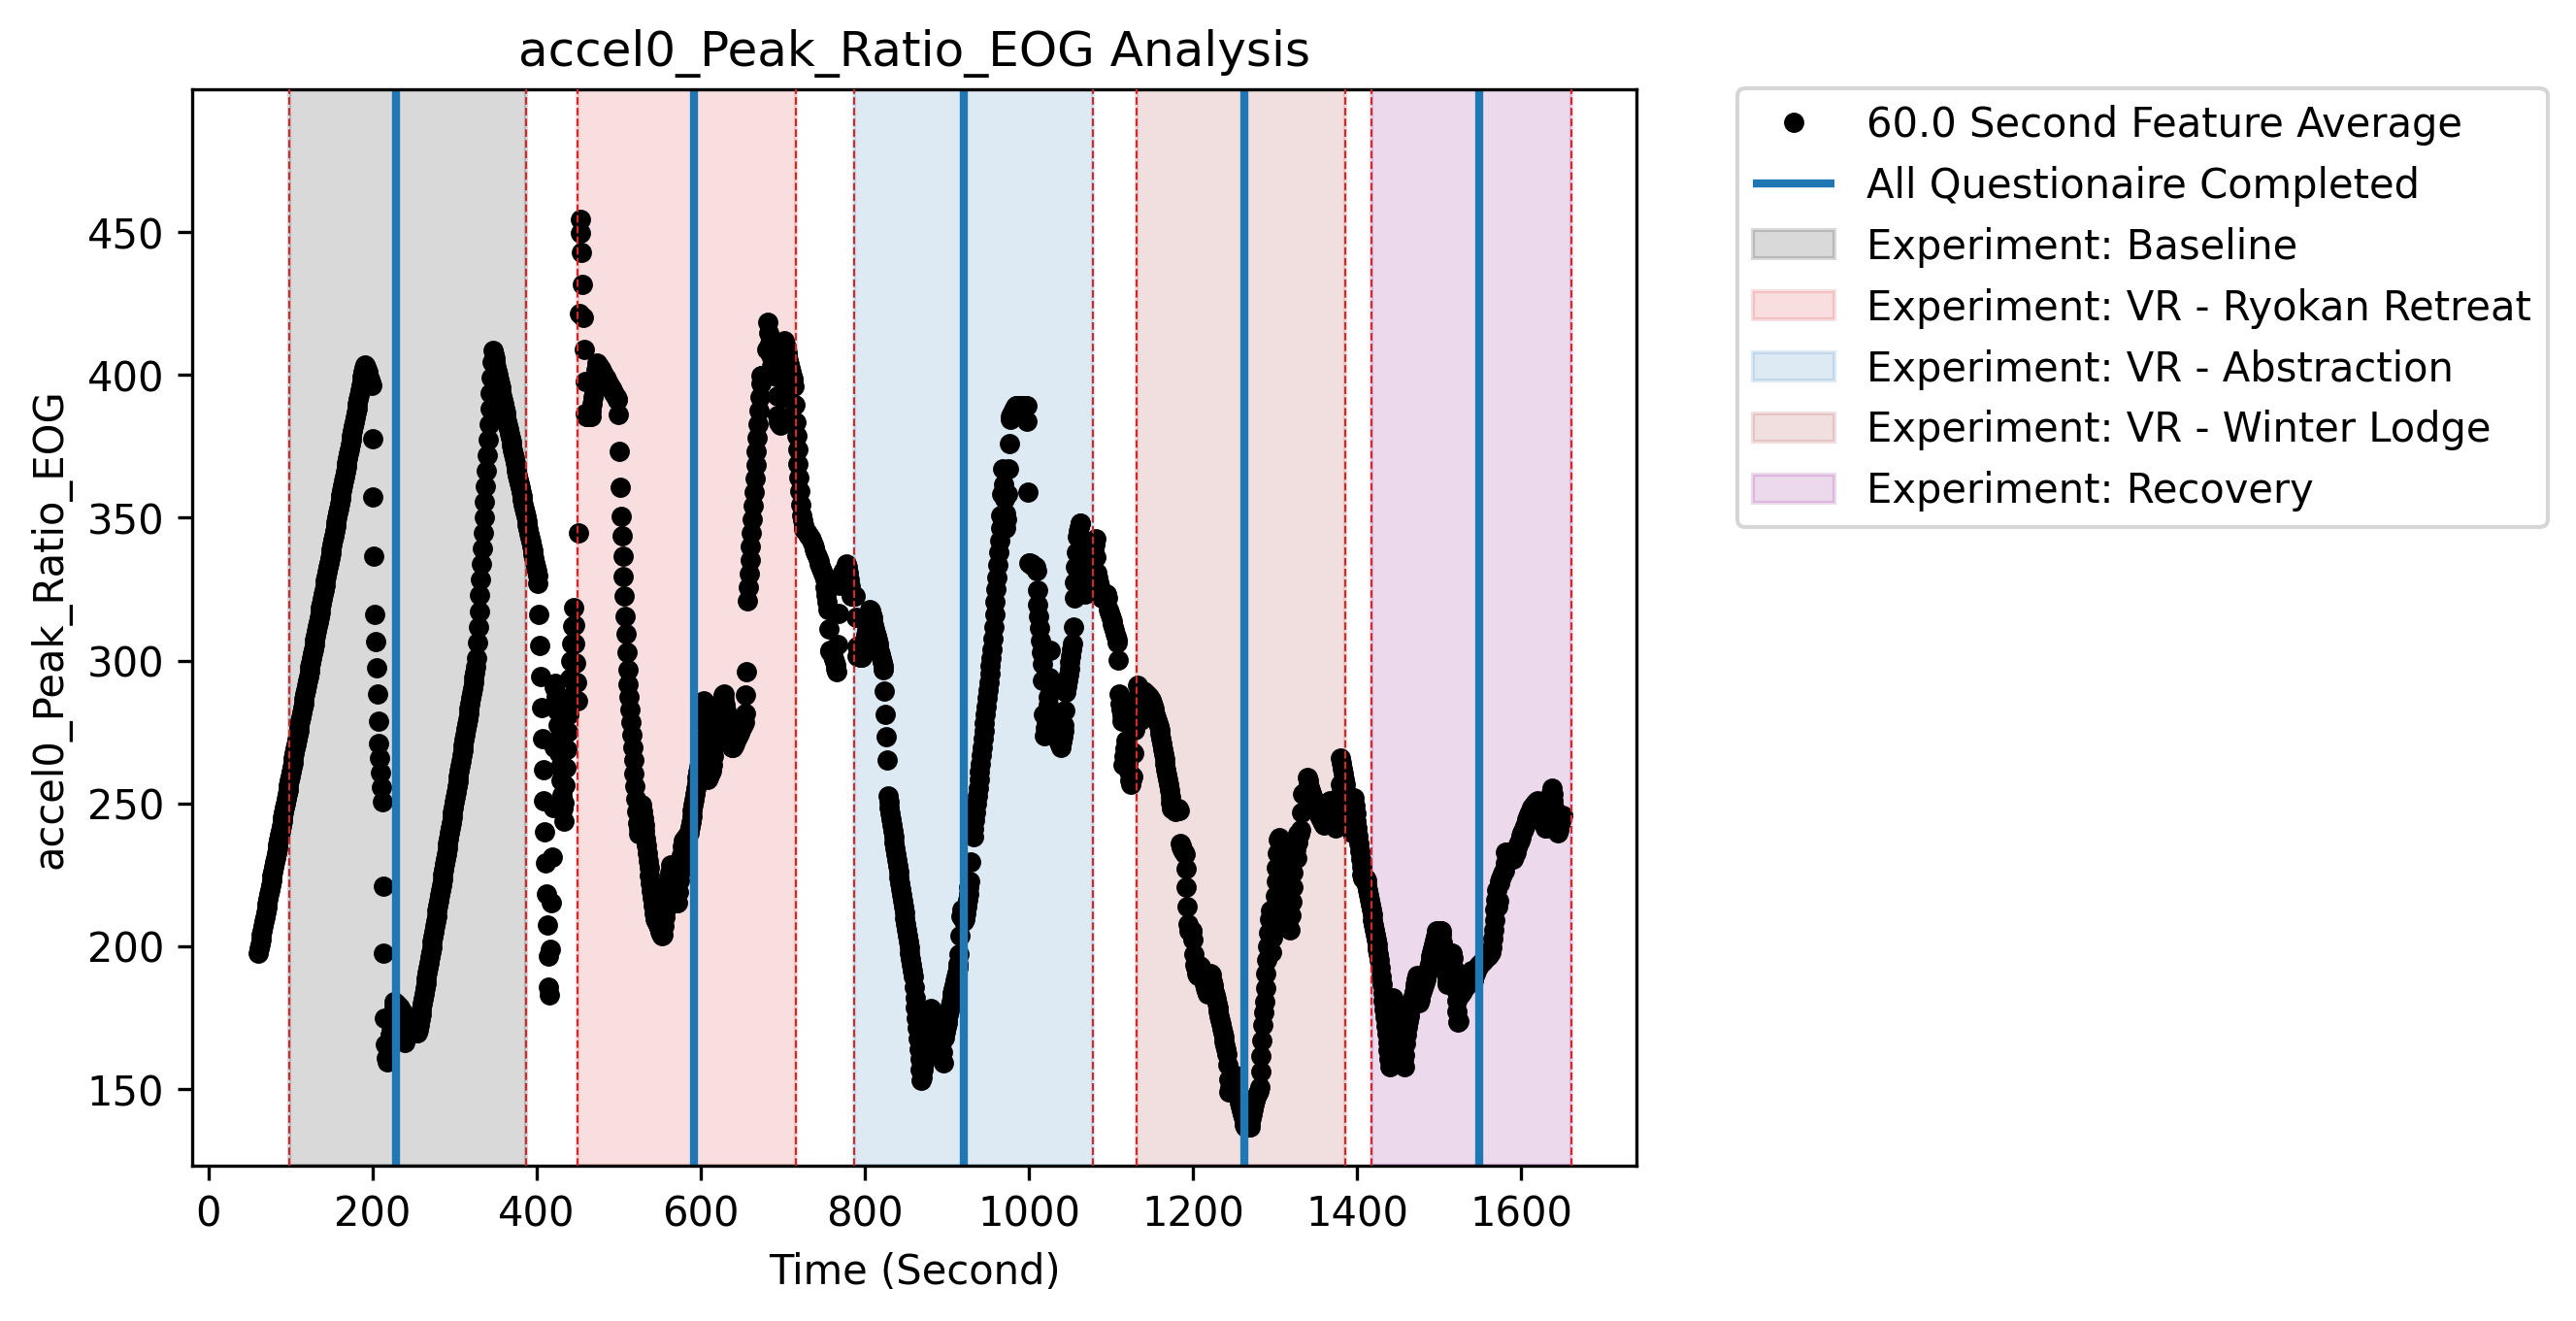 accel0_Peak_Ratio_EOG Analysis
accel0_Peak_Ratio_EOG
450
400
350
300
250
200
150
0 200 400 600 800 1000 1200 1400 1600
Time (Second)
60.0 Second Feature Average
All Questionaire Completed
Experiment: Baseline
Experiment: VR - Ryokan Retreat
Experiment: VR - Abstraction
Experiment: VR - Winter Lodge
Experiment: Recovery